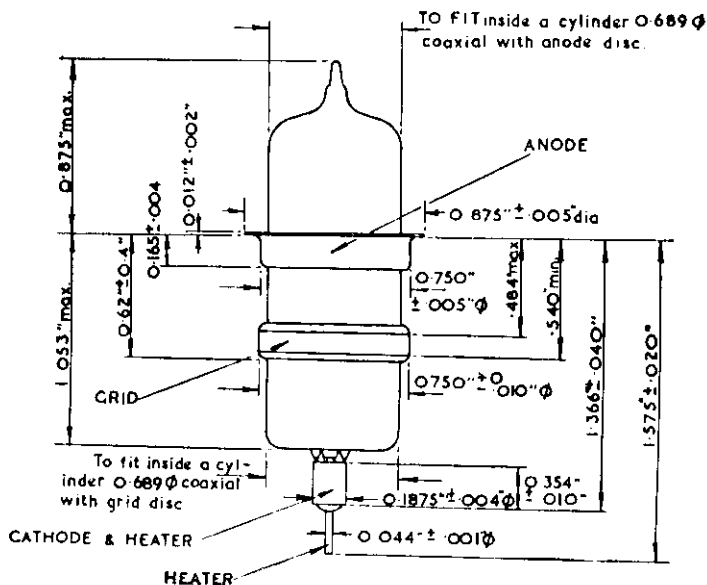 TO FIT inside a cylinder 0.689 φ
coaxial with anode disc.
0.875" max.
0.012" ± .002"
ANODE
0.875" ± .005" dia
0.165 ± .004
0.62" ± 0.4"
1.053" max.
0.750"
± .005" φ
.484" max
.540" min.
1.366" ± .040"
1.575" ± .020"
GRID
0.750" ± 0
.010" φ
To fit inside a cyl-
inder 0.689 φ coaxial
with grid disc
0.354"
± .010"
0.1875" ± .004" φ
CATHODE & HEATER
0.044" ± .001" φ
HEATER